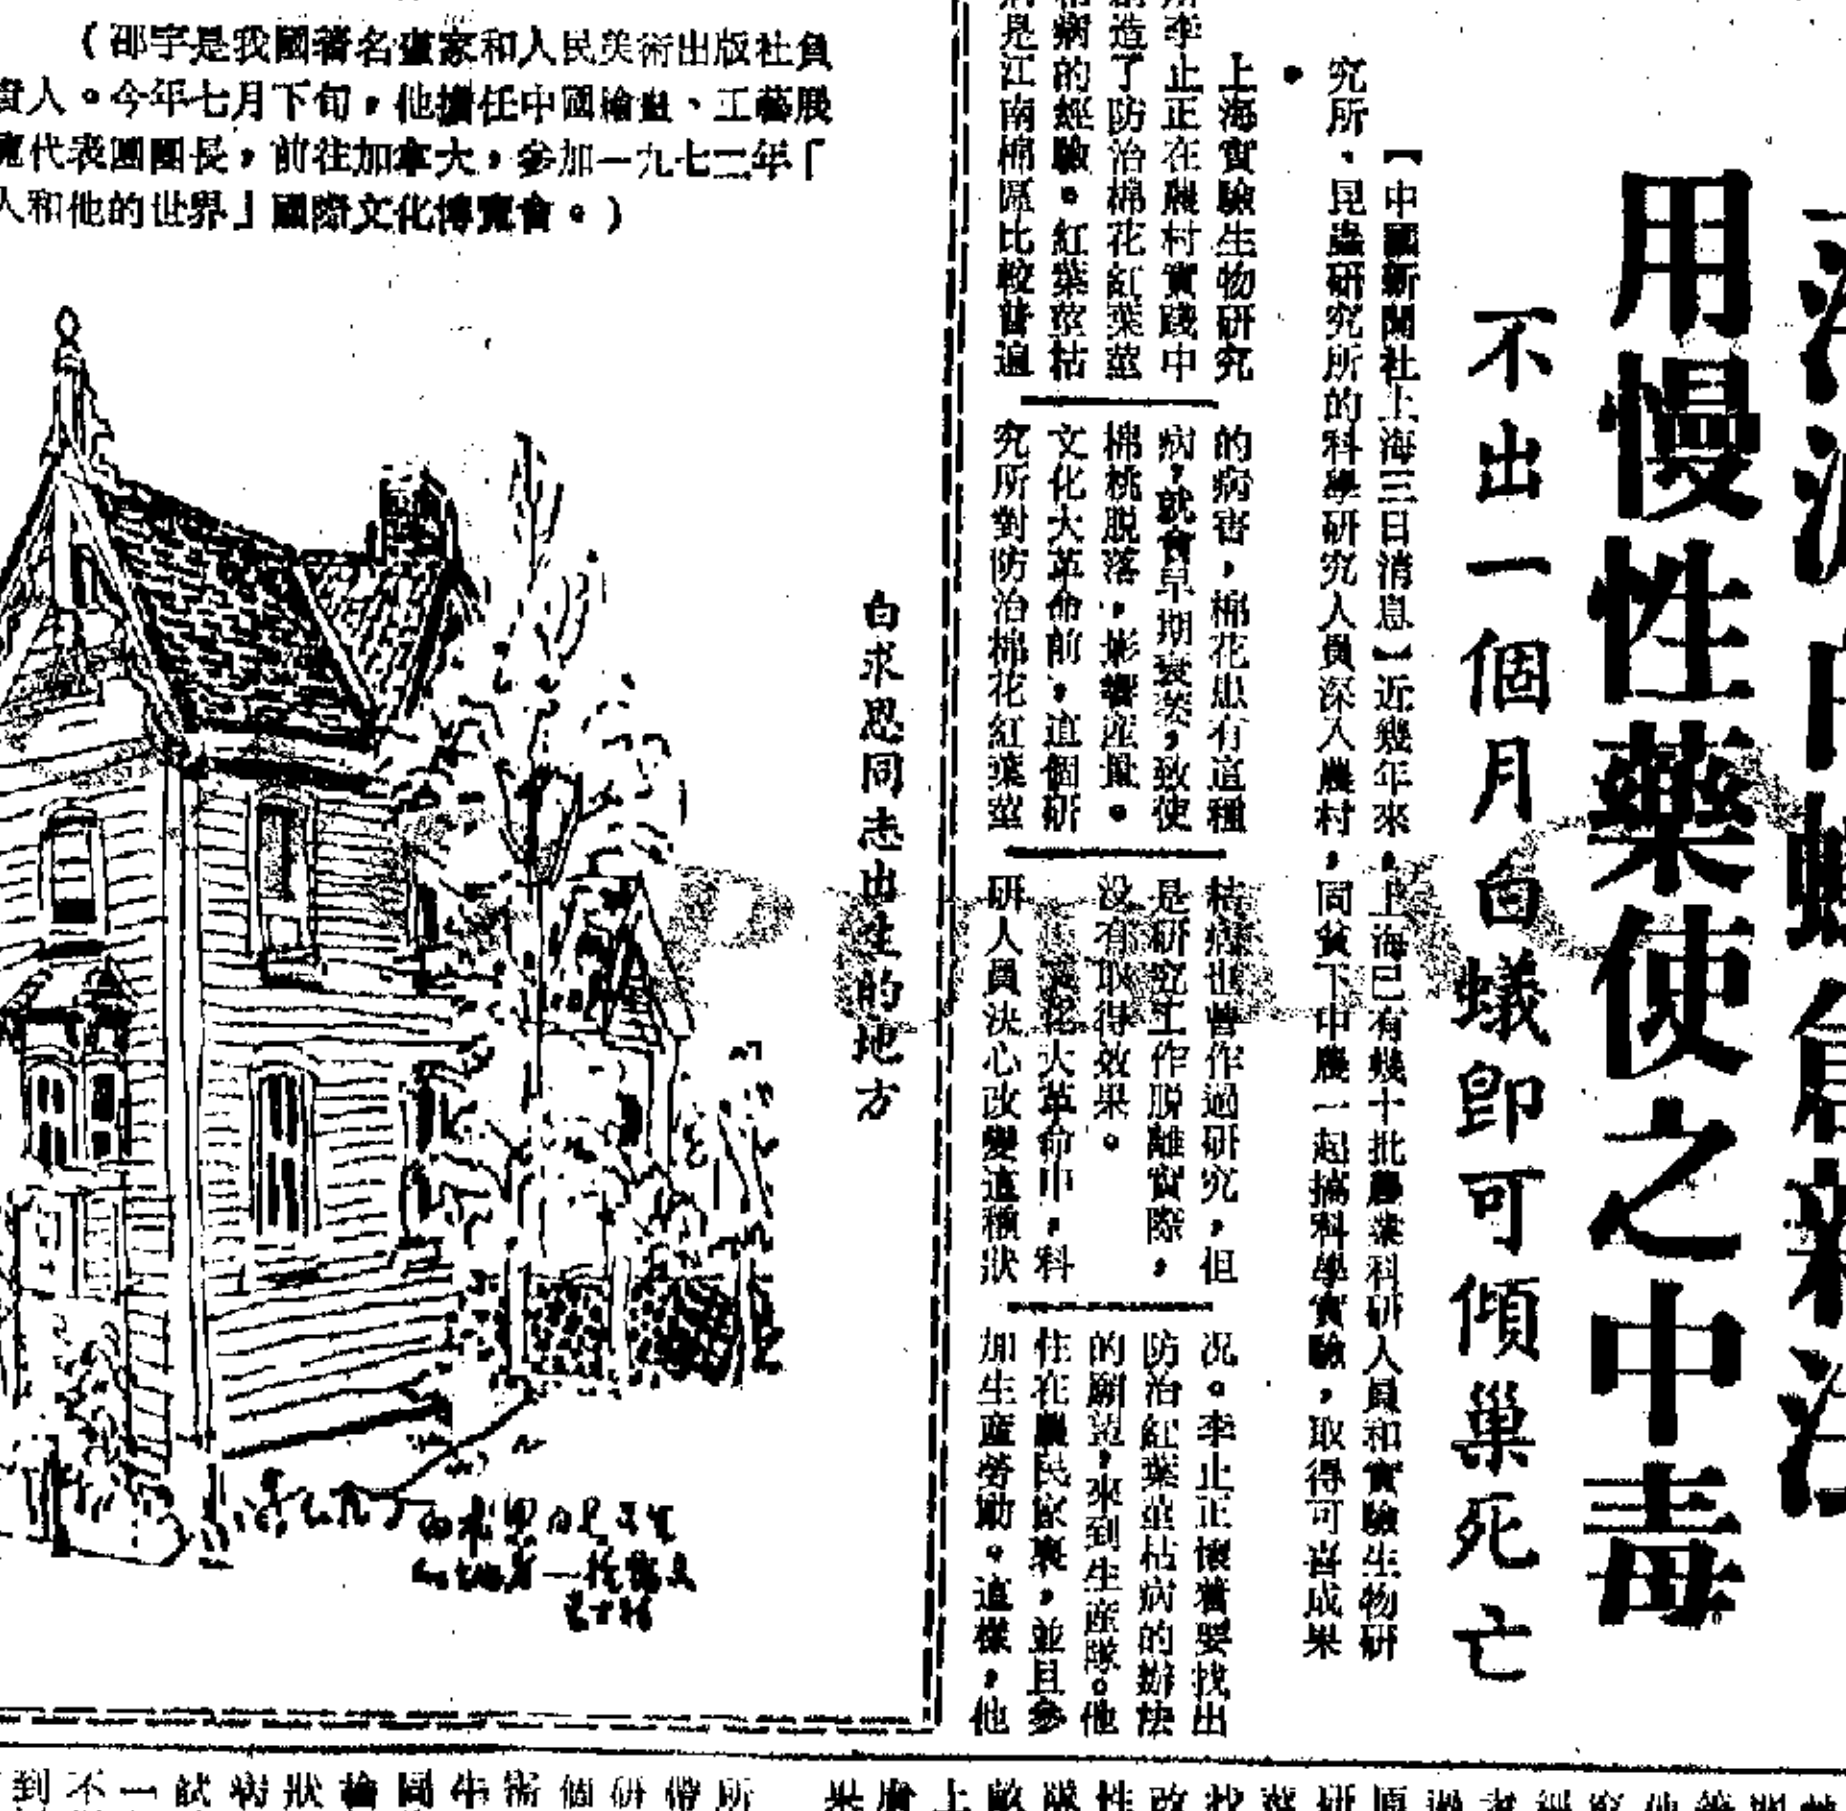 用慢性藥使之中毒
不出一個月白蟻卽可傾巢死亡
【中國新聞社上海三日消息】近幾年來，上海已有幾十批農業科研人員和實驗生物研
究所、昆蟲研究所的科學研究人員深入農村，同貧下中農一起搞科學實驗，取得可喜成果
。
上海實驗生物研究
所李止正在農村實踐中
創造了防治棉花紅葉莖
枯病的經驗。紅葉莖枯
病是江南棉區比較普遍
的病害，棉花患有這種
病，就會早期衰萎，致使
棉桃脱落，影響産量。
文化大革命前，這個研
究所對防治棉花紅葉莖
枯病也曾作過研究，但
是研究工作脱離實際，
没有取得效果。
大革命中，科
研人員決心改變這種狀
况。李止正懷着要找出
防治紅葉莖枯病的辦法
的願望，來到生産隊。他
住在農民家裏，並且參
加生産勞動。這樣，他
（邵宇是我國著名畫家和人民美術出版社負
責人。今年七月下旬，他擔任中國繪畫、工藝展
覽代表團團長，前往加拿大，參加一九七二年「
人和他的世界」國際文化博覽會。）
白求恩同志出生的地方